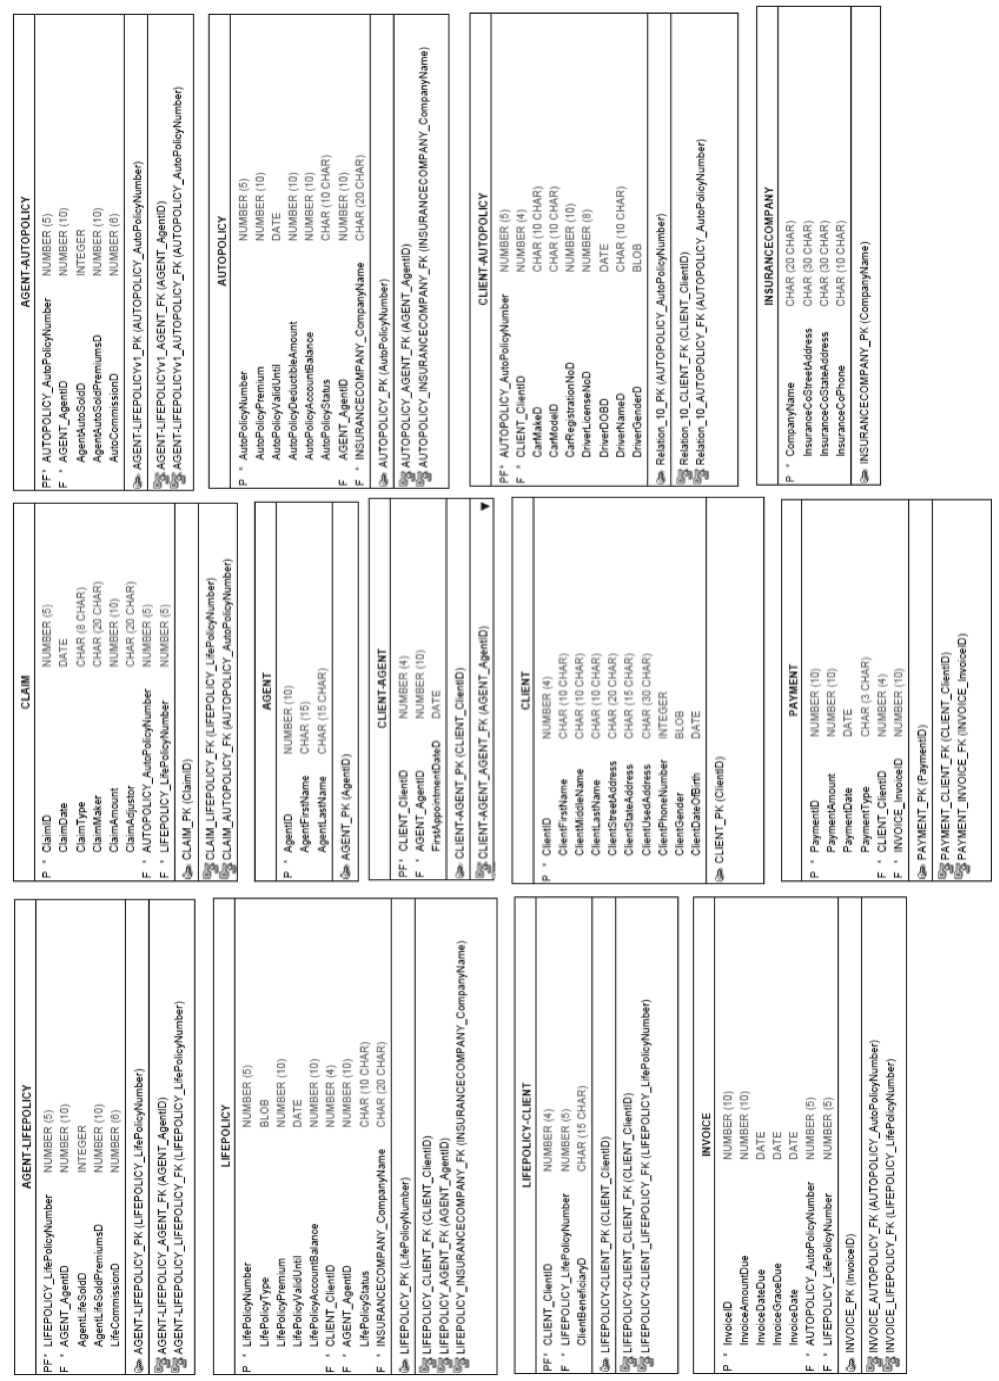 AGENT-LIFEPOLICY
PF* LIFEPOLICY_LifePolicyNumber NUMBER (5)
F * AGENT_AgentID NUMBER (10)
AgentLifeSoldD INTEGER
AgentLifeSoldPremiumsD NUMBER (10)
LifeCommissionD NUMBER (6)
AGENT-LIFEPOLICY_PK (LIFEPOLICY_LifePolicyNumber)
AGENT-LIFEPOLICY_AGENT_FK (AGENT_AgentID)
AGENT-LIFEPOLICY_LIFEPOLICY_FK (LIFEPOLICY_LifePolicyNumber)
CLAIM
P * ClaimID NUMBER (5)
ClaimDate DATE
ClaimType CHAR (8 CHAR)
ClaimMaker CHAR (20 CHAR)
ClaimAmount NUMBER (10)
ClaimAdjustor CHAR (20 CHAR)
F * AUTOPOLICY_AutoPolicyNumber NUMBER (5)
F * LIFEPOLICY_LifePolicyNumber NUMBER (5)
CLAIM_PK (ClaimID)
CLAIM_LIFEPOLICY_FK (LIFEPOLICY_LifePolicyNumber)
CLAIM_AUTOPOLICY_FK (AUTOPOLICY_AutoPolicyNumber)
AGENT-AUTOPOLICY
PF* AUTOPOLICY_AutoPolicyNumber NUMBER (5)
F * AGENT_AgentID NUMBER (10)
AgentAutoSoldD INTEGER
AgentAutoSoldPremiumsD NUMBER (10)
AutoCommissionD NUMBER (6)
AGENT-LIFEPOLICYv1_PK (AUTOPOLICY_AutoPolicyNumber)
AGENT-LIFEPOLICYv1_AGENT_FK (AGENT_AgentID)
AGENT-LIFEPOLICYv1_AUTOPOLICY_FK (AUTOPOLICY_AutoPolicyNumber)
LIFEPOLICY
P * LifePolicyNumber NUMBER (5)
LifePolicyType BLOB
LifePolicyPremium NUMBER (10)
LifePolicyValidUntil DATE
LifePolicyAccountBalance NUMBER (10)
F * CLIENT_ClientID NUMBER (4)
F * AGENT_AgentID NUMBER (10)
LifePolicyStatus CHAR (10 CHAR)
F * INSURANCECOMPANY_CompanyName CHAR (20 CHAR)
LIFEPOLICY_PK (LifePolicyNumber)
LIFEPOLICY_CLIENT_FK (CLIENT_ClientID)
LIFEPOLICY_AGENT_FK (AGENT_AgentID)
LIFEPOLICY_INSURANCECOMPANY_FK (INSURANCECOMPANY_CompanyName)
AGENT
P * AgentID NUMBER (10)
AgentFirstName CHAR (15)
AgentLastName CHAR (15 CHAR)
AGENT_PK (AgentID)
CLIENT-AGENT
PF* CLIENT_ClientID NUMBER (4)
F * AGENT_AgentID NUMBER (10)
FirstAppointmentDateD DATE
CLIENT-AGENT_PK (CLIENT_ClientID)
CLIENT-AGENT_AGENT_FK (AGENT_AgentID)
AUTOPOLICY
P * AutoPolicyNumber NUMBER (5)
AutoPolicyPremium NUMBER (10)
AutoPolicyValidUntil DATE
AutoPolicyDeductibleAmount NUMBER (10)
AutoPolicyAccountBalance NUMBER (10)
AutoPolicyStatus CHAR (10 CHAR)
F * AGENT_AgentID NUMBER (10)
F * INSURANCECOMPANY_CompanyName CHAR (20 CHAR)
AUTOPOLICY_PK (AutoPolicyNumber)
AUTOPOLICY_AGENT_FK (AGENT_AgentID)
AUTOPOLICY_INSURANCECOMPANY_FK (INSURANCECOMPANY_CompanyName)
LIFEPOLICY-CLIENT
PF* CLIENT_ClientID NUMBER (4)
F * LIFEPOLICY_LifePolicyNumber NUMBER (5)
ClientBeneficiaryD CHAR (15 CHAR)
LIFEPOLICY-CLIENT_PK (CLIENT_ClientID)
LIFEPOLICY-CLIENT_CLIENT_FK (CLIENT_ClientID)
LIFEPOLICY-CLIENT_LIFEPOLICY_FK (LIFEPOLICY_LifePolicyNumber)
CLIENT
P * ClientID NUMBER (4)
ClientFirstName CHAR (10 CHAR)
ClientMiddleName CHAR (10 CHAR)
ClientLastName CHAR (10 CHAR)
ClientStreetAddress CHAR (20 CHAR)
ClientStateAddress CHAR (15 CHAR)
ClientUsedAddress CHAR (30 CHAR)
ClientPhoneNumber INTEGER
ClientGender BLOB
ClientDateOfBirth DATE
CLIENT_PK (ClientID)
CLIENT-AUTOPOLICY
PF* AUTOPOLICY_AutoPolicyNumber NUMBER (5)
F * CLIENT_ClientID NUMBER (4)
CarMakeD CHAR (10 CHAR)
CarModelD CHAR (10 CHAR)
CarRegistrationNoD NUMBER (10)
DriverLicenseNoD NUMBER (8)
DriverDOBD DATE
DriverNameD CHAR (10 CHAR)
DriverGenderD BLOB
Relation_10_PK (AUTOPOLICY_AutoPolicyNumber)
Relation_10_CLIENT_FK (CLIENT_ClientID)
Relation_10_AUTOPOLICY_FK (AUTOPOLICY_AutoPolicyNumber)
INVOICE
P * InvoiceID NUMBER (10)
InvoiceAmountDue NUMBER (10)
InvoiceDateDue DATE
InvoiceGraceDue DATE
InvoiceDate DATE
F * AUTOPOLICY_AutoPolicyNumber NUMBER (5)
F * LIFEPOLICY_LifePolicyNumber NUMBER (5)
INVOICE_PK (InvoiceID)
INVOICE_AUTOPOLICY_FK (AUTOPOLICY_AutoPolicyNumber)
INVOICE_LIFEPOLICY_FK (LIFEPOLICY_LifePolicyNumber)
PAYMENT
P * PaymentID NUMBER (10)
PaymentAmount NUMBER (10)
PaymentDate DATE
PaymentType CHAR (3 CHAR)
F * CLIENT_ClientID NUMBER (4)
F * INVOICE_InvoiceID NUMBER (10)
PAYMENT_PK (PaymentID)
PAYMENT_CLIENT_FK (CLIENT_ClientID)
PAYMENT_INVOICE_FK (INVOICE_InvoiceID)
INSURANCECOMPANY
P * CompanyName CHAR (20 CHAR)
InsuranceCoStreetAddress CHAR (30 CHAR)
InsuranceCoStateAddress CHAR (30 CHAR)
InsuranceCoPhone CHAR (10 CHAR)
INSURANCECOMPANY_PK (CompanyName)